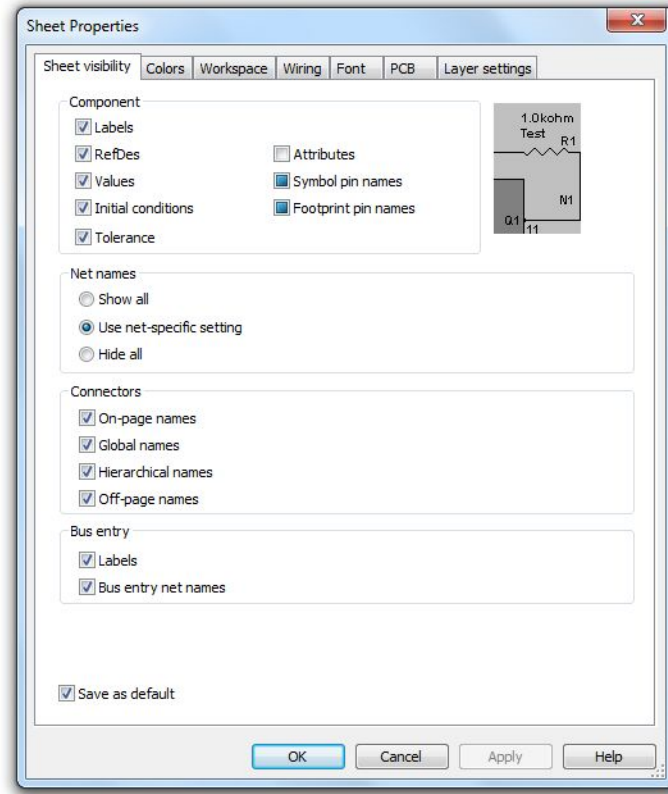 Sheet Properties
Sheet visibility Colors Workspace Wiring Font PCB Layer settings
Component
Labels
RefDes
Attributes
Values
Symbol pin names
Initial conditions
Footprint pin names
Tolerance
1.0kohm
Test
R1
N1
Q1
11
Net names
Show all
Use net-specific setting
Hide all
Connectors
On-page names
Global names
Hierarchical names
Off-page names
Bus entry
Labels
Bus entry net names
Save as default
OK Cancel Apply Help